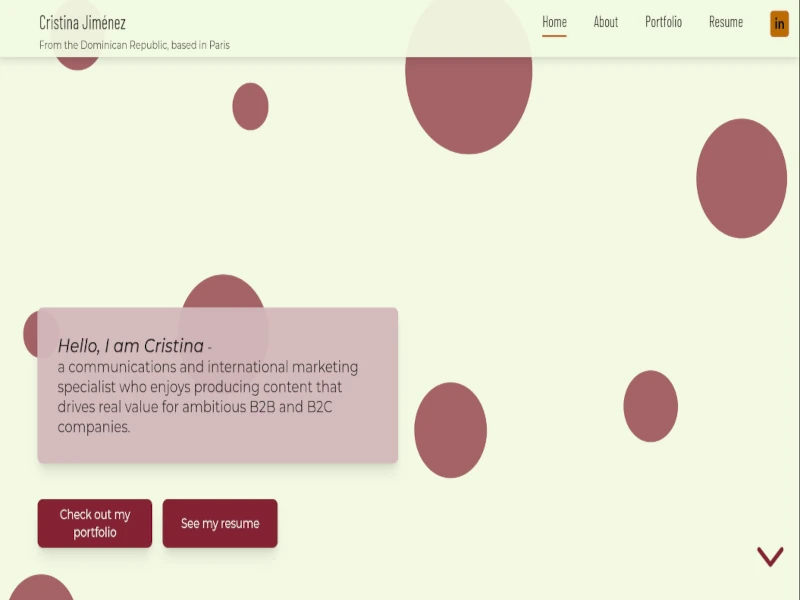 Cristina Jiménez
From the Dominican Republic, based in Paris
Home About Portfolio Resume in
Hello, I am Cristina -
a communications and international marketing
specialist who enjoys producing content that
drives real value for ambitious B2B and B2C
companies.
Check out my
portfolio
See my resume